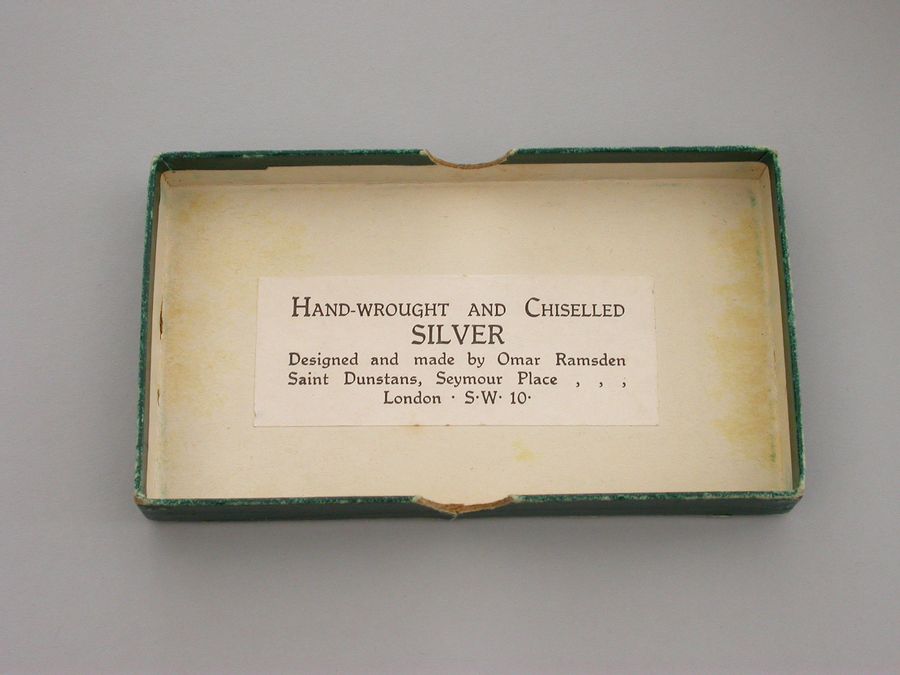 Hand-wrought and Chiselled
SILVER
Designed and made by Omar Ramsden
Saint Dunstans, Seymour Place , , ,
London · S·W· 10·